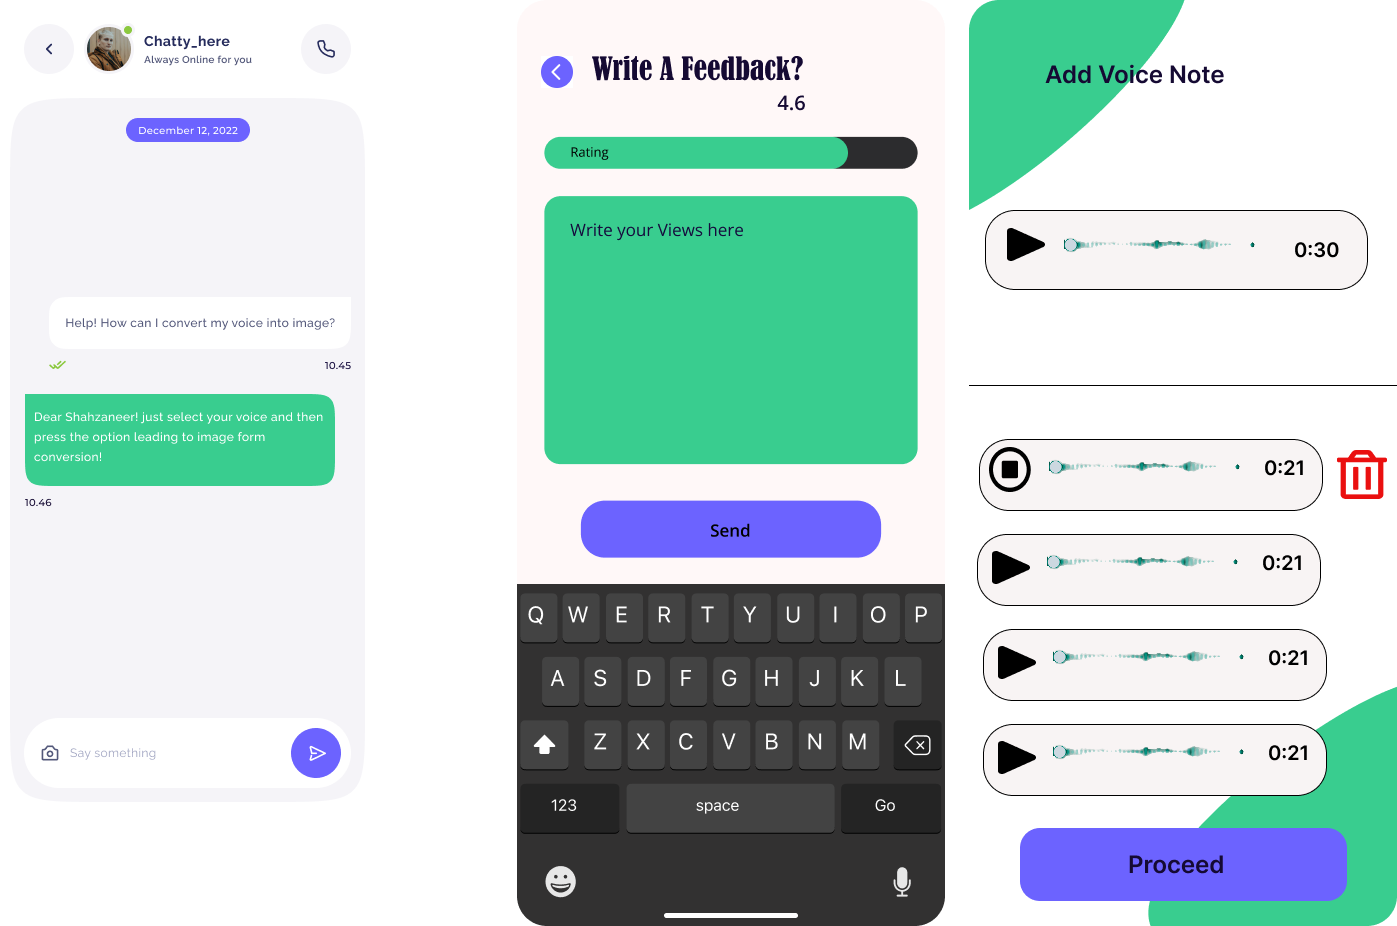 Chatty_here
Always Online for you
December 12, 2022
Help! How can I convert my voice into image?
10.45
Dear Shahzaneer! just select your voice and then
press the option leading to image form
conversion!
10.46
Say something
Write A Feedback?
4.6
Rating
Write your Views here
Send
Q W E R T Y U I O P
A S D F G H J K L
Z X C V B N M
123 space Go
Add Voice Note
0:30
0:21
0:21
0:21
0:21
Proceed